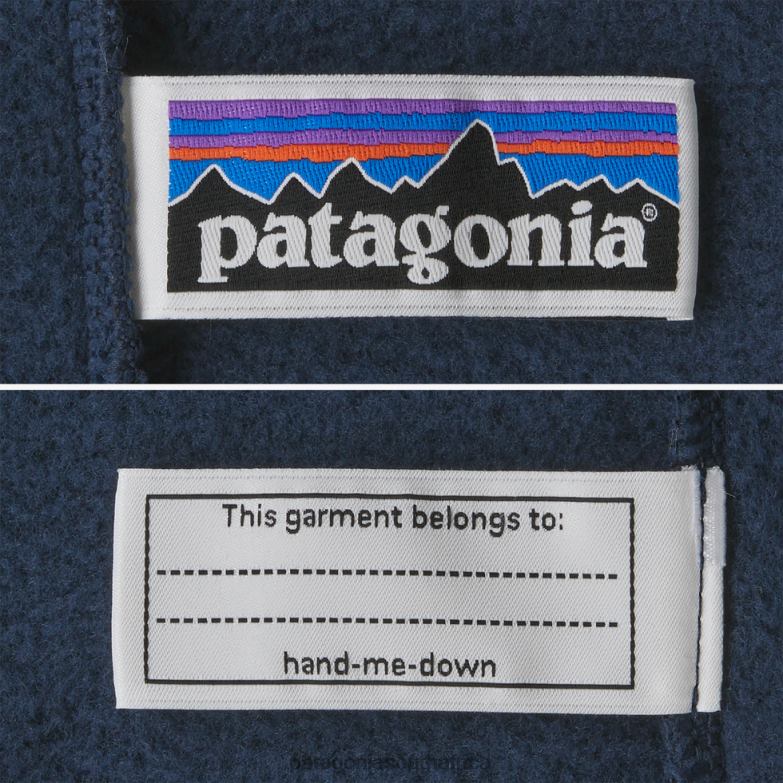 patagonia®
This garment belongs to:
hand-me-down